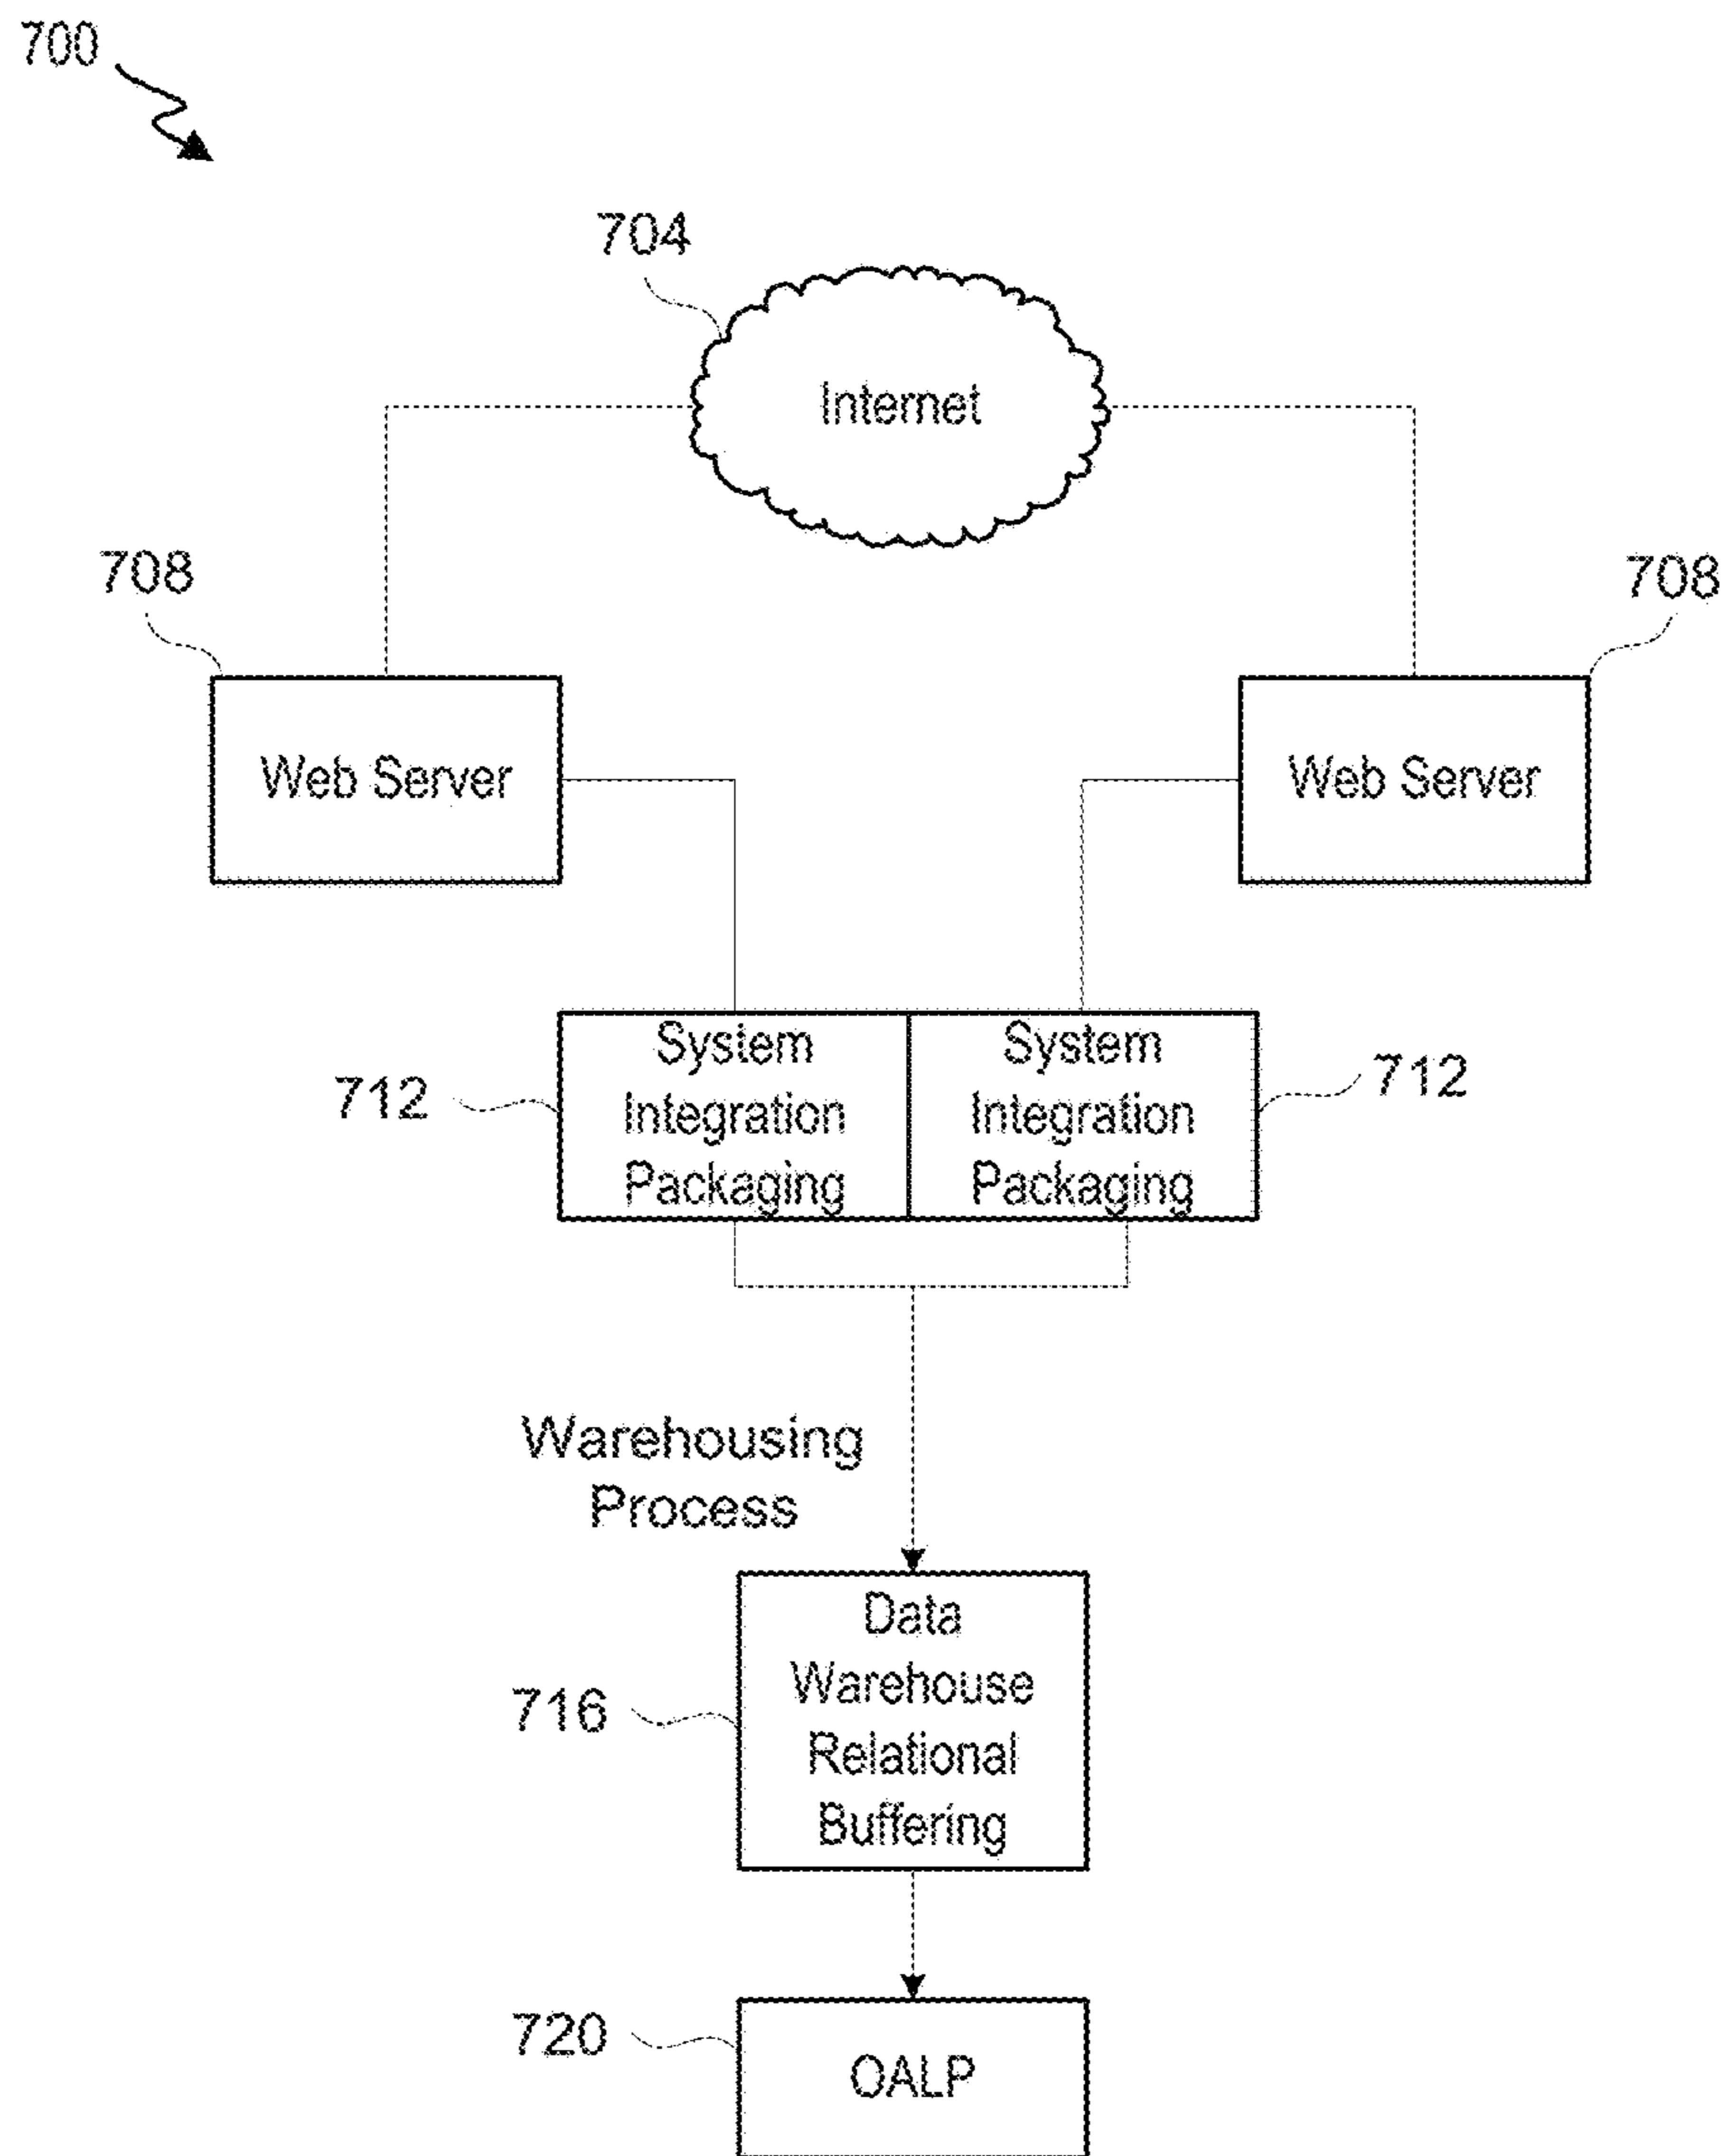 700
704
Internet
708
708
Web Server
Web Server
System
Integration
Packaging
System
Integration
Packaging
712
712
Warehousing
Process
Data
Warehouse
Relational
Buffering
716
720
OALP